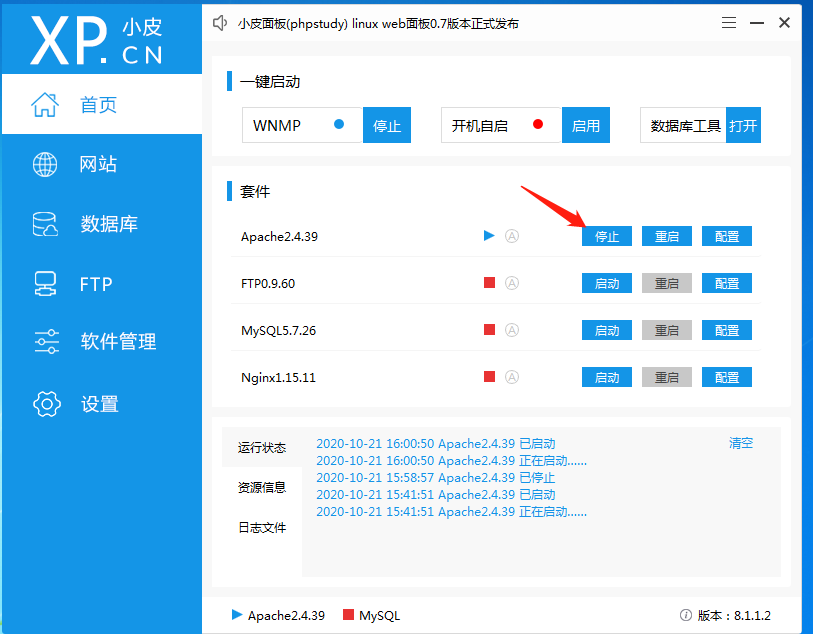 XP.小皮CN
小皮面板(phpstudy) linux web面板0.7版本正式发布
首页
网站
数据库
FTP
软件管理
设置
一键启动
WNMP 停止 开机自启 启用 数据库工具 打开
套件
Apache2.4.39 Ⓐ 停止 重启 配置
FTP0.9.60 Ⓐ 启动 重启 配置
MySQL5.7.26 Ⓐ 启动 重启 配置
Nginx1.15.11 Ⓐ 启动 重启 配置
运行状态
资源信息
日志文件
2020-10-21 16:00:50 Apache2.4.39 已启动 清空
2020-10-21 16:00:50 Apache2.4.39 正在启动......
2020-10-21 15:58:57 Apache2.4.39 已停止
2020-10-21 15:41:51 Apache2.4.39 已启动
2020-10-21 15:41:51 Apache2.4.39 正在启动......
Apache2.4.39 MySQL 版本：8.1.1.2